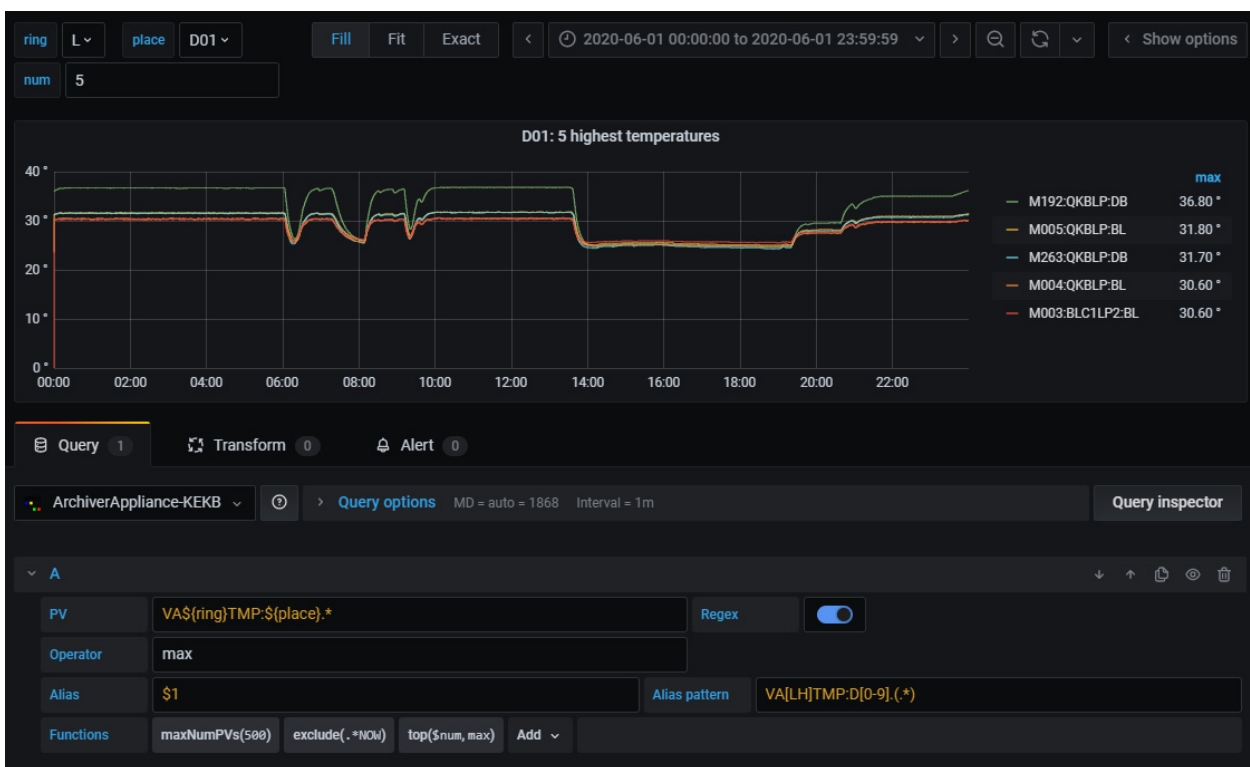 ring L place D01 Fill Fit Exact 2020-06-01 00:00:00 to 2020-06-01 23:59:59 Show options
num 5
D01: 5 highest temperatures
40 °
30 °
20 °
10 °
0 °
00:00 02:00 04:00 06:00 08:00 10:00 12:00 14:00 16:00 18:00 20:00 22:00
max
M192:QKBLP:DB 36.80 °
M005:QKBLP:BL 31.80 °
M263:QKBLP:DB 31.70 °
M004:QKBLP:BL 30.60 °
M003:BLC1LP2:BL 30.60 °
Query 1 Transform 0 Alert 0
ArchiverAppliance-KEKB Query options MD = auto = 1868 Interval = 1m Query inspector
A
PV VA${ring}TMP:${place}.* Regex
Operator max
Alias $1 Alias pattern VA[LH]TMP:D[0-9].(.*)
Functions maxNumPVs(500) exclude(.*NOW) top($num, max) Add